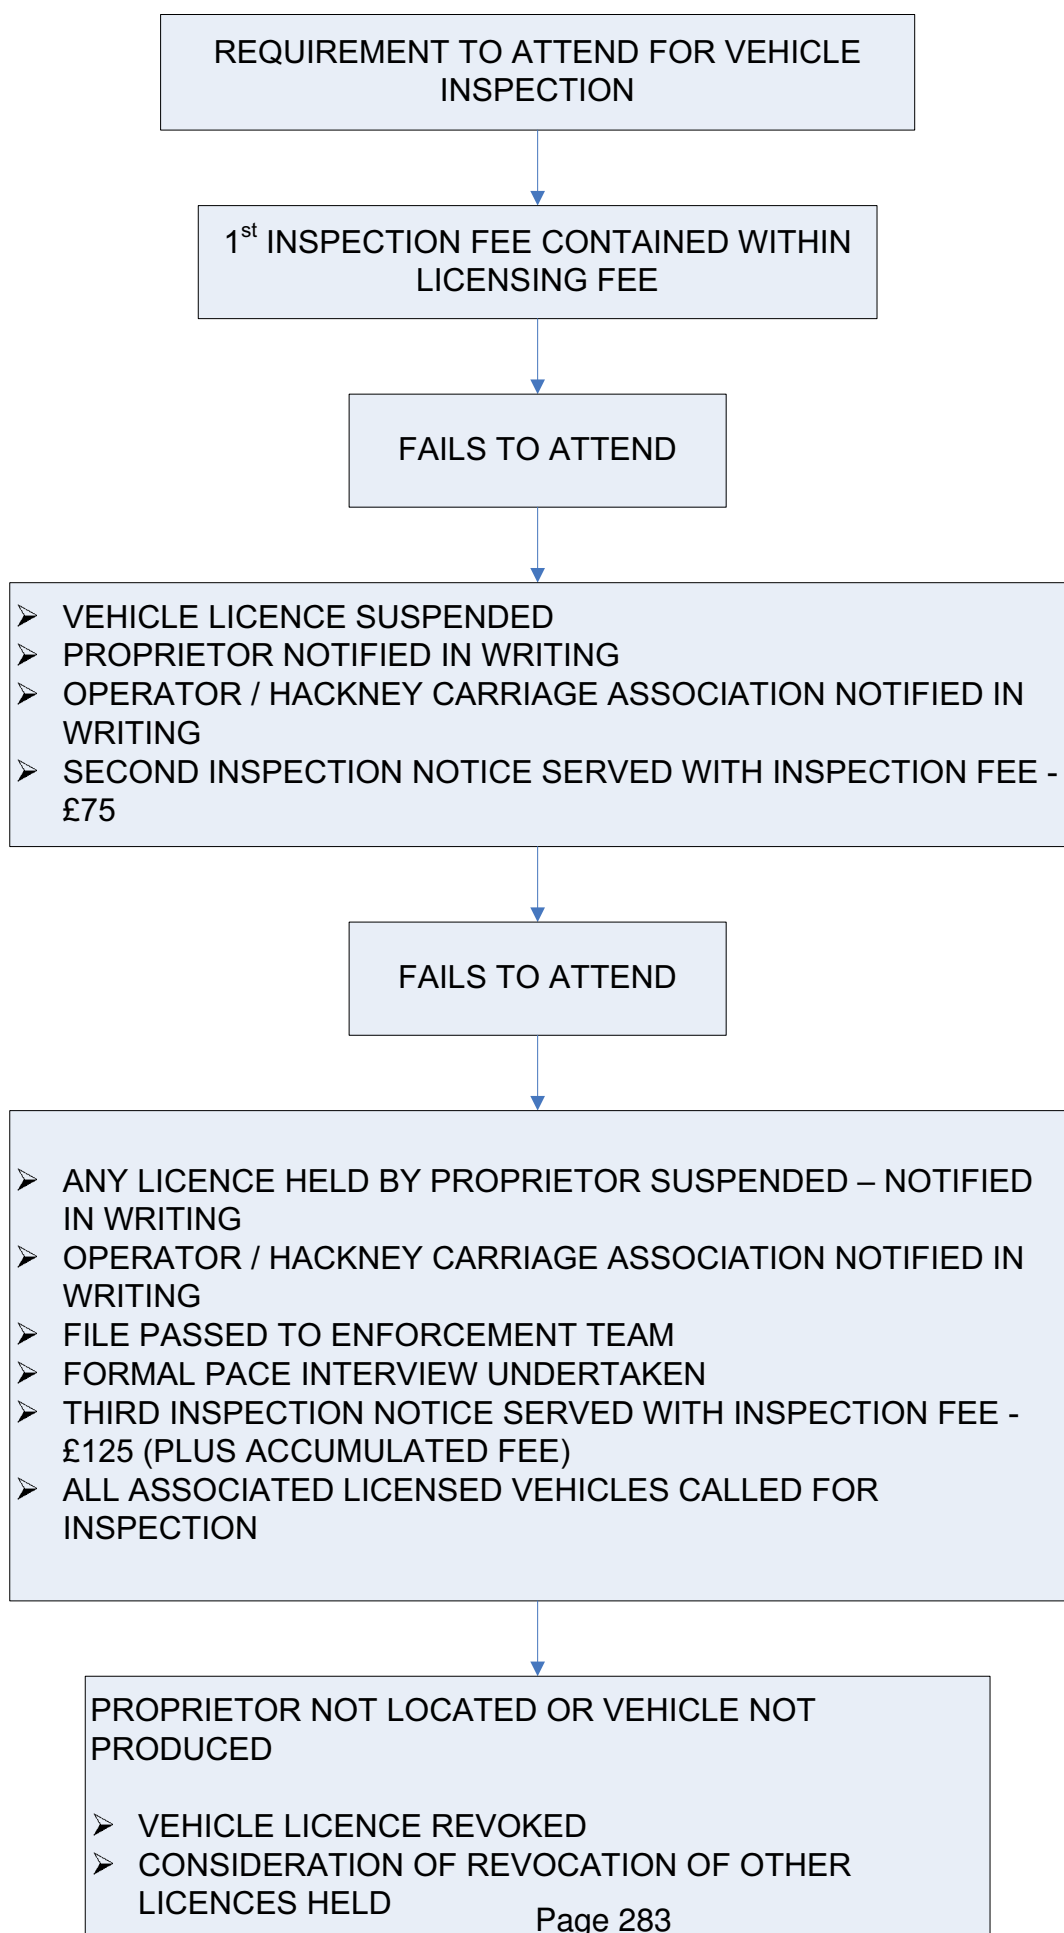 REQUIREMENT TO ATTEND FOR VEHICLE
INSPECTION
1st INSPECTION FEE CONTAINED WITHIN
LICENSING FEE
FAILS TO ATTEND
➢ VEHICLE LICENCE SUSPENDED
➢ PROPRIETOR NOTIFIED IN WRITING
➢ OPERATOR / HACKNEY CARRIAGE ASSOCIATION NOTIFIED IN
WRITING
➢ SECOND INSPECTION NOTICE SERVED WITH INSPECTION FEE -
£75
FAILS TO ATTEND
➢ ANY LICENCE HELD BY PROPRIETOR SUSPENDED – NOTIFIED
IN WRITING
➢ OPERATOR / HACKNEY CARRIAGE ASSOCIATION NOTIFIED IN
WRITING
➢ FILE PASSED TO ENFORCEMENT TEAM
➢ FORMAL PACE INTERVIEW UNDERTAKEN
➢ THIRD INSPECTION NOTICE SERVED WITH INSPECTION FEE -
£125 (PLUS ACCUMULATED FEE)
➢ ALL ASSOCIATED LICENSED VEHICLES CALLED FOR
INSPECTION
PROPRIETOR NOT LOCATED OR VEHICLE NOT
PRODUCED
➢ VEHICLE LICENCE REVOKED
➢ CONSIDERATION OF REVOCATION OF OTHER
LICENCES HELD
Page 283